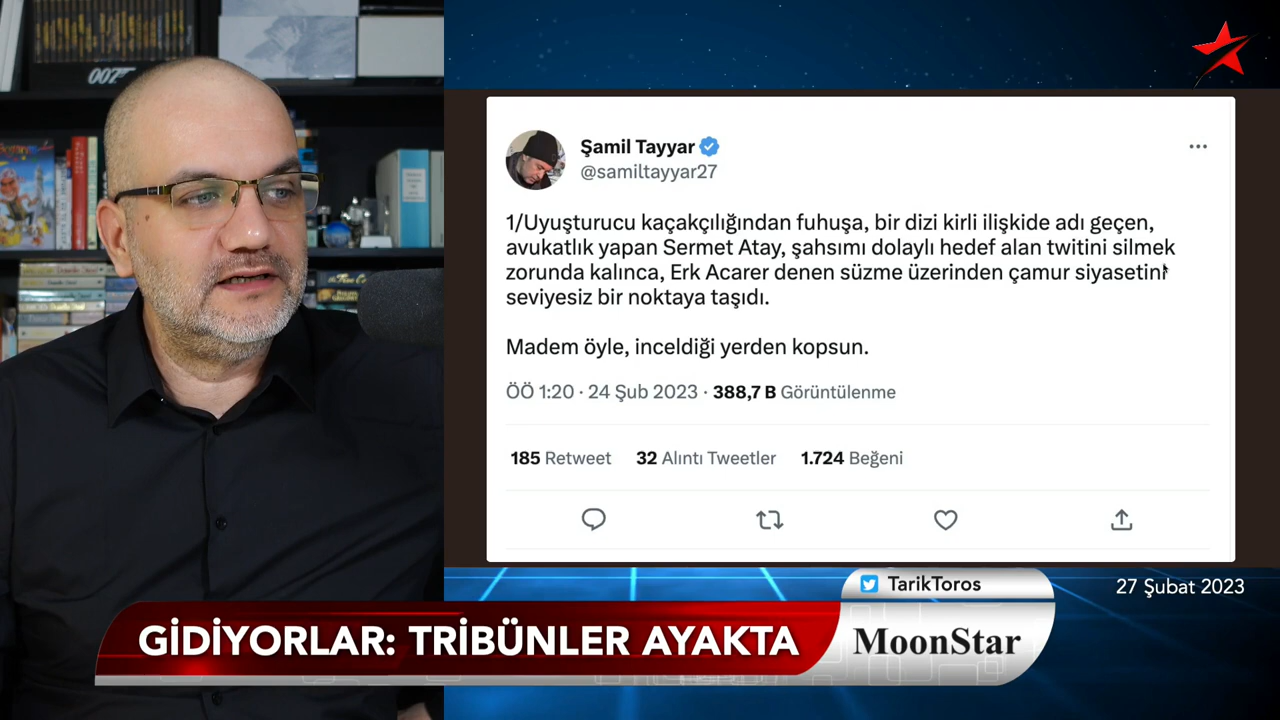 007
Şamil Tayyar
@samiltayyar27
1/Uyuşturucu kaçakçılığından fuhuşa, bir dizi kirli ilişkide adı geçen,
avukatlık yapan Sermet Atay, şahsımı dolaylı hedef alan twitini silmek
zorunda kalınca, Erk Acarer denen süzme üzerinden çamur siyasetini
seviyesiz bir noktaya taşıdı.
Madem öyle, inceldiği yerden kopsun.
ÖÖ 1:20 · 24 Şub 2023 · 388,7 B Görüntülenme
185 Retweet 32 Alıntı Tweetler 1.724 Beğeni
TarikToros
27 Şubat 2023
GİDİYORLAR: TRİBÜNLER AYAKTA
MoonStar